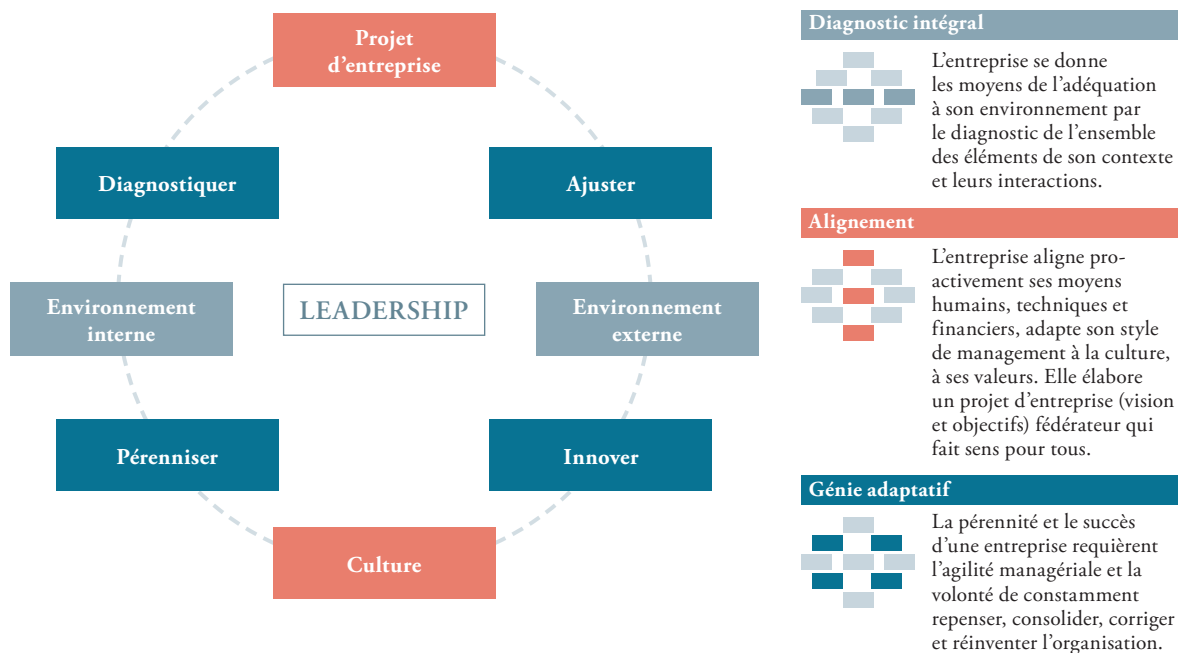 Projet
d'entreprise
Diagnostiquer
Ajuster
Environnement
interne
LEADERSHIP
Environnement
externe
Pérenniser
Innover
Culture
Diagnostic intégral
L'entreprise se donne
les moyens de l'adéquation
à son environnement par
le diagnostic de l'ensemble
des éléments de son contexte
et leurs interactions.
Alignement
L'entreprise aligne pro-
activement ses moyens
humains, techniques et
financiers, adapte son style
de management à la culture,
à ses valeurs. Elle élabore
un projet d'entreprise (vision
et objectifs) fédérateur qui
fait sens pour tous.
Génie adaptatif
La pérennité et le succès
d'une entreprise requièrent
l'agilité managériale et la
volonté de constamment
repenser, consolider, corriger
et réinventer l'organisation.